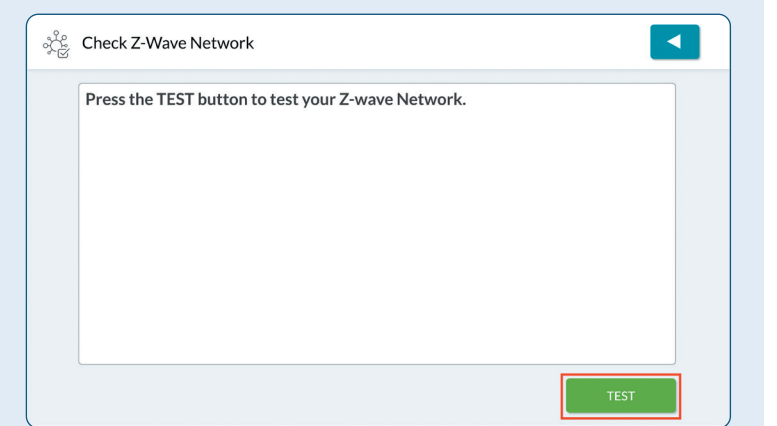 Check Z-Wave Network
Press the TEST button to test your Z-wave Network.
TEST